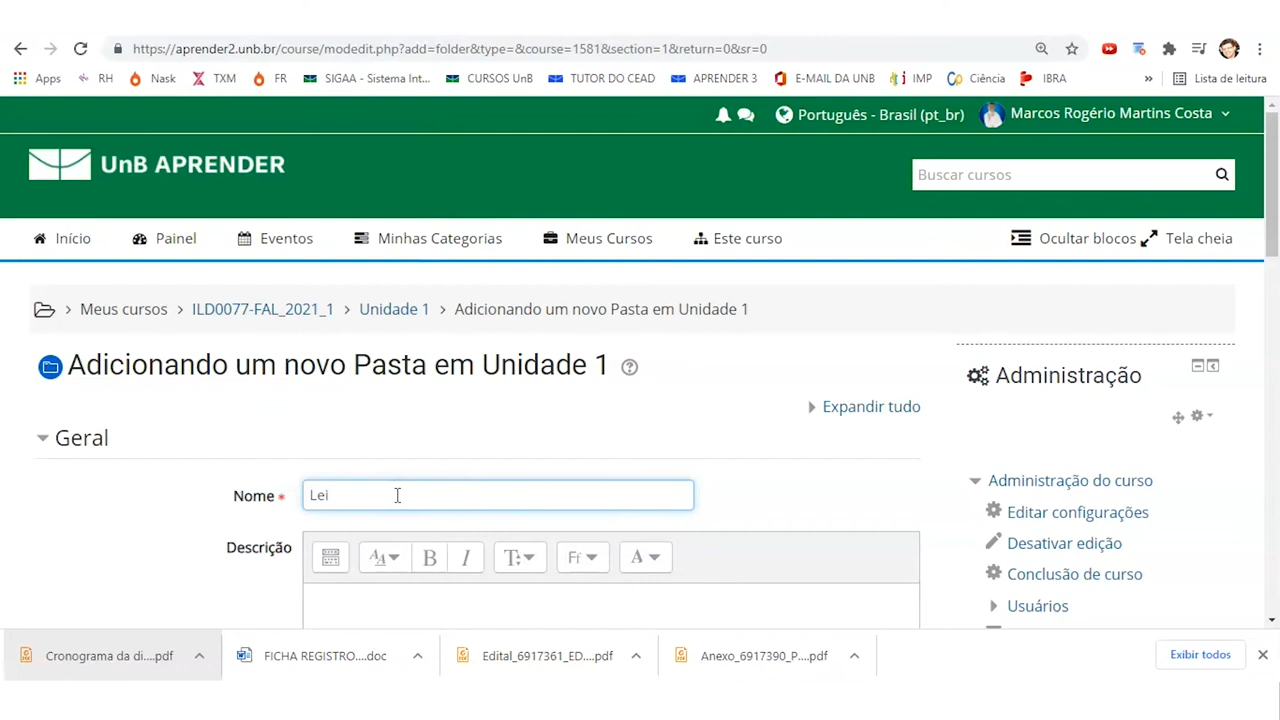 https://aprender2.unb.br/course/modedit.php?add=folder&type=&course=1581&section=1&return=0&sr=0
Apps RH Nask TXM FR SIGAA - Sistema Int... CURSOS UnB TUTOR DO CEAD APRENDER 3 E-MAIL DA UNB IMP Ciência IBRA » Lista de leitura
Português - Brasil (pt_br) Marcos Rogério Martins Costa
UnB APRENDER
Buscar cursos
Início Painel Eventos Minhas Categorias Meus Cursos Este curso Ocultar blocos Tela cheia
Meus cursos ILD0077-FAL_2021_1 Unidade 1 Adicionando um novo Pasta em Unidade 1
Adicionando um novo Pasta em Unidade 1
Administração
Expandir tudo
Geral
Administração do curso
Nome
Lei
Editar configurações
Desativar edição
Descrição
B I T Ff A
Conclusão de curso
Usuários
Cronograma da di....pdf FICHA REGISTRO....doc Edital_6917361_ED....pdf Anexo_6917390_P....pdf Exibir todos